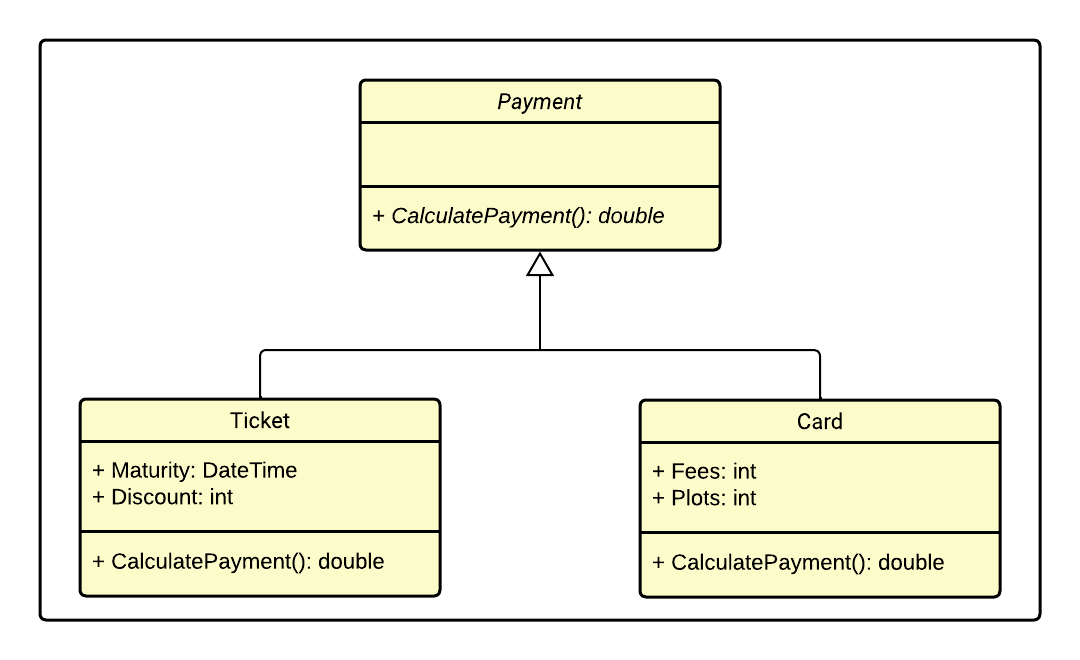 Payment
+ CalculatePayment(): double
Ticket
+ Maturity: DateTime
+ Discount: int
+ CalculatePayment(): double
Card
+ Fees: int
+ Plots: int
+ CalculatePayment(): double